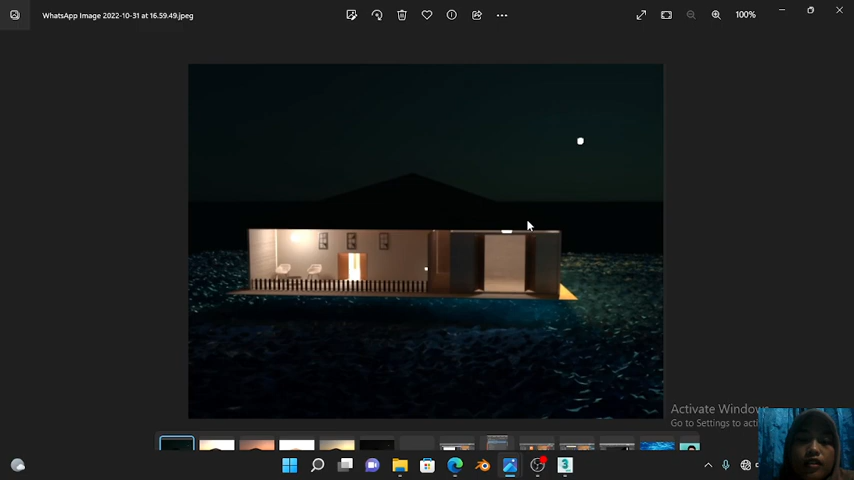 WhatsApp Image 2022-10-31 at 16.59.49.jpeg
100%
Activate Windows
Go to Settings to acti